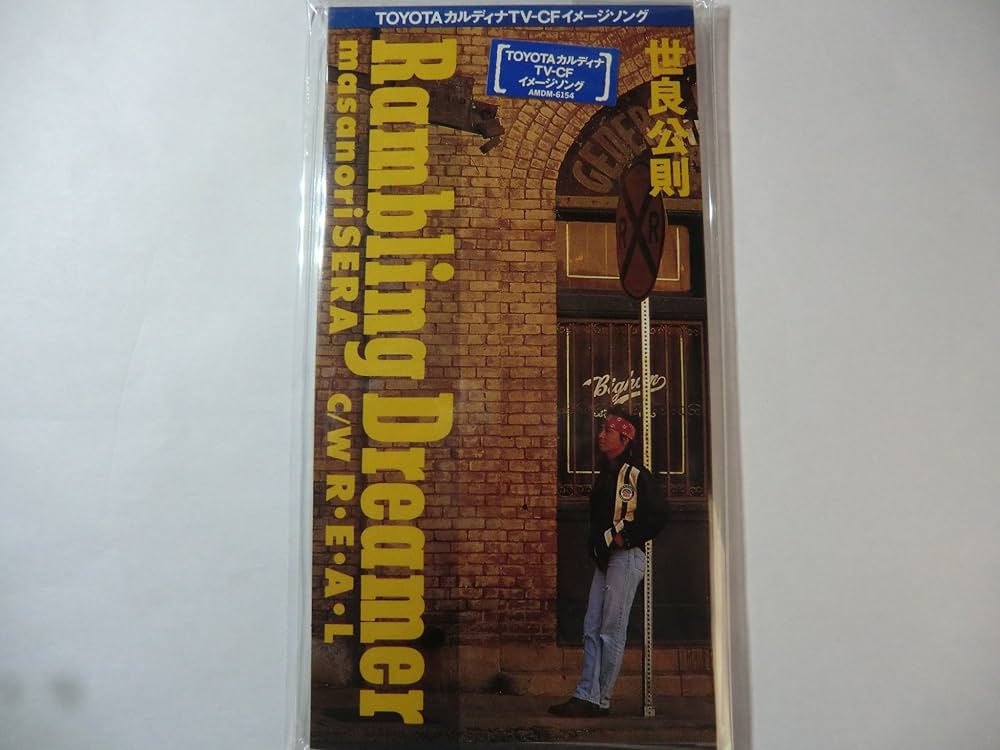 TOYOTAカルディナTV-CFイメージソング
TOYOTAカルディナ
TV-CF
イメージソング
AMDM-6154
世良公則
Rambling Dreamer
masanori SERA C/W R・E・A・L
R R
Bighorn